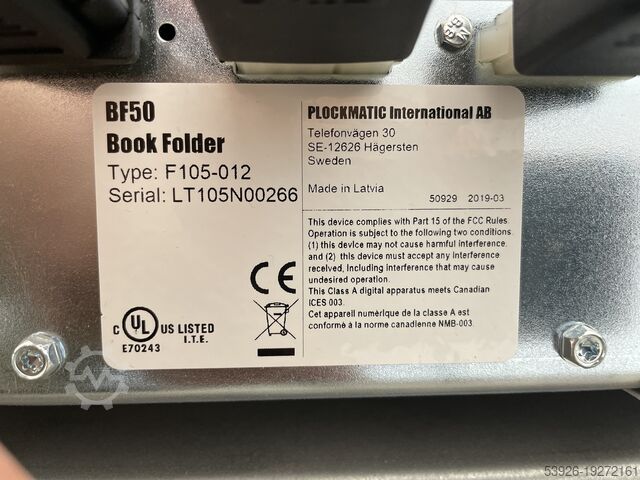 8.8
BF50
Book Folder
Type: F105-012
Serial: LT105N00266
PLOCKMATIC International AB
Telefonvägen 30
SE-12626 Hägersten
Sweden
Made in Latvia
50929 2019-03
This device complies with Part 15 of the FCC Rules
Operation is subject to the following two conditions.
(1) this device may not cause harmful interference.
and (2) this device must accept any interference
received, including interference that may cause
undesired operation.
This Class A digital apparatus meets Canadian
ICES 003.
Cet appareil numérique de la classe A est
conformé à la norme canadienne NMB-003.
CE
C UL US LISTED
I.T.E.
E70243
53926-19272161